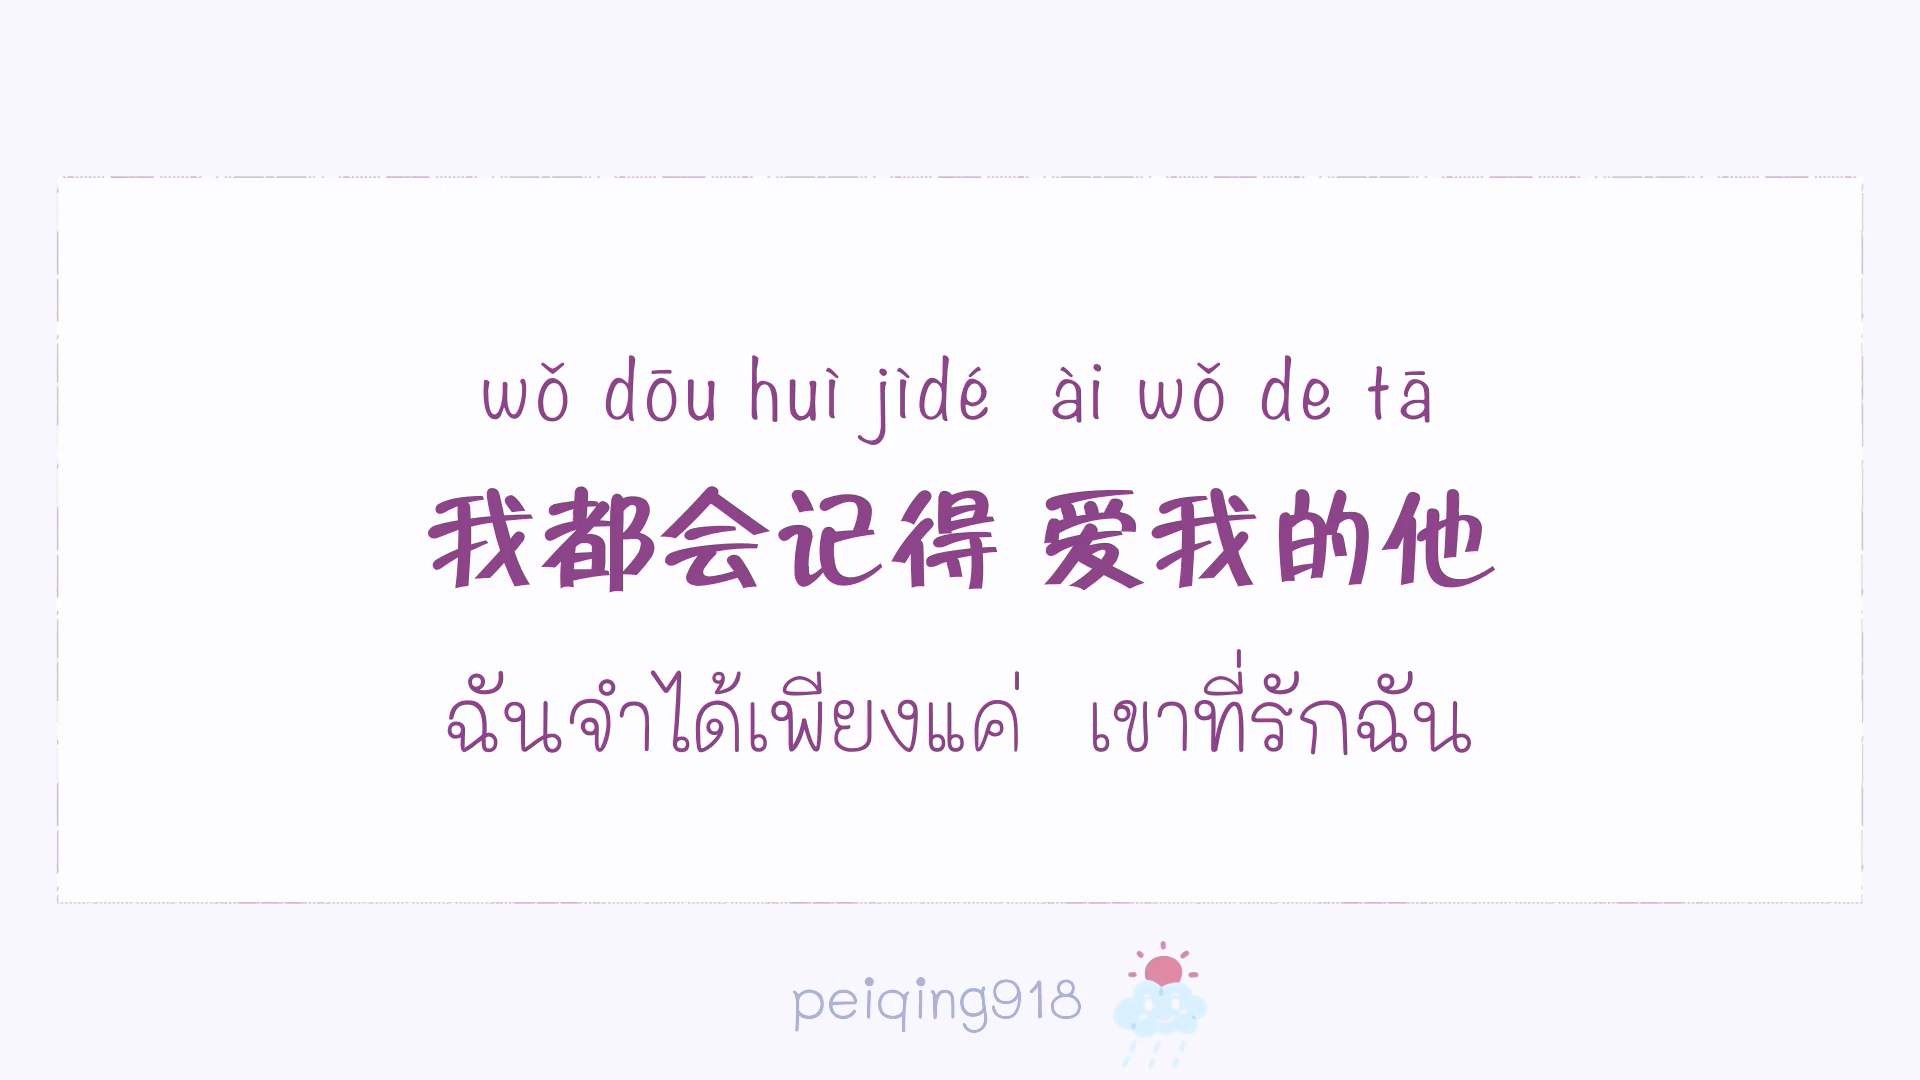 wǒ dōu huì jìdé ài wǒ de tā
我都会记得 爱我的他
ฉันจำได้เพียงแค่ เขาที่รักฉัน
peiqing918